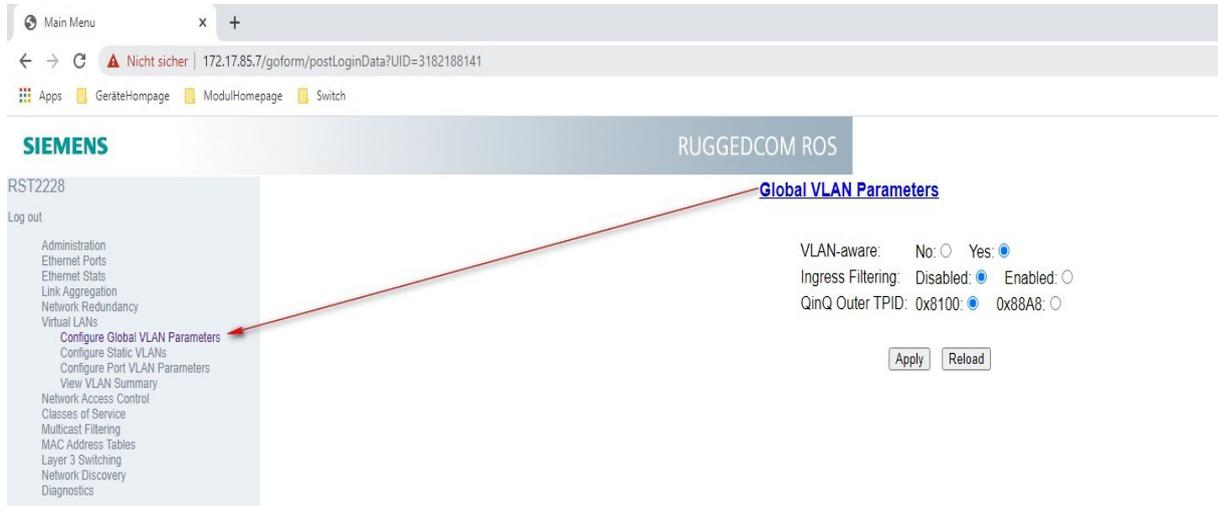 Main Menu x +
Nicht sicher | 172.17.85.7/goform/postLoginData?UID=3182188141
Apps GeräteHompage ModulHomepage Switch
SIEMENS RUGGEDCOM ROS
RST2228
Log out
Administration
Ethernet Ports
Ethernet Stats
Link Aggregation
Network Redundancy
Virtual LANs
Configure Global VLAN Parameters
Configure Static VLANs
Configure Port VLAN Parameters
View VLAN Summary
Network Access Control
Classes of Service
Multicast Filtering
MAC Address Tables
Layer 3 Switching
Network Discovery
Diagnostics
Global VLAN Parameters
VLAN-aware: No: Yes:
Ingress Filtering: Disabled: Enabled:
QinQ Outer TPID: 0x8100: 0x88A8:
Apply Reload